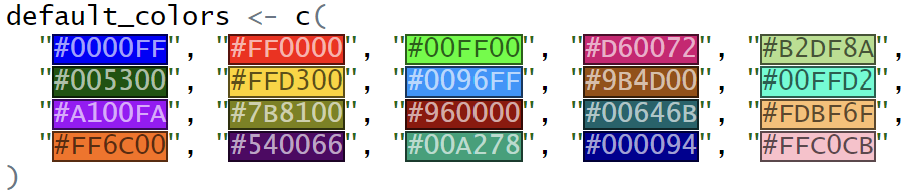 default_colors <- c(
"#0000FF", "#FF0000", "#00FF00", "#D60072", "#B2DF8A",
"#005300", "#FFD300", "#0096FF", "#9B4D00", "#00FFD2",
"#A100FA", "#7B8100", "#960000", "#00646B", "#FDBF6F",
"#FF6C00", "#540066", "#00A278", "#000094", "#FFC0CB"
)